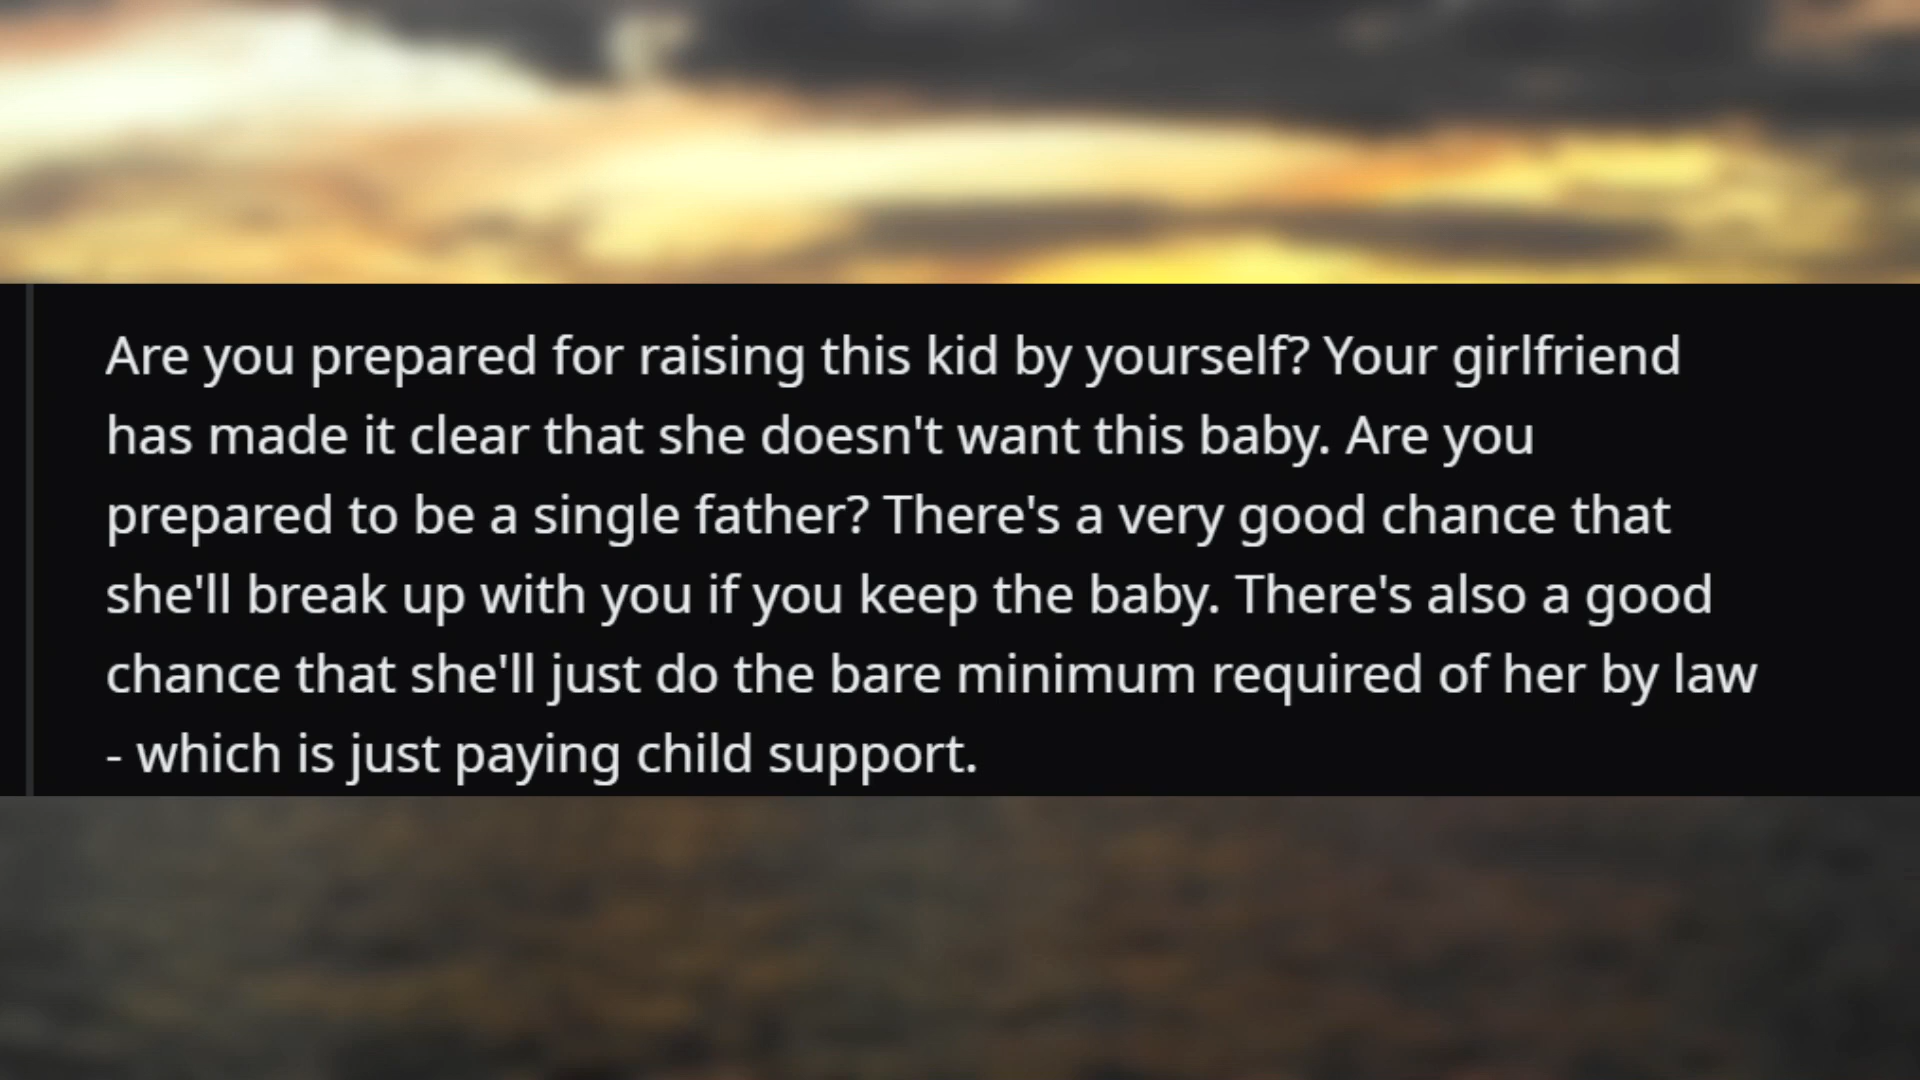 Are you prepared for raising this kid by yourself? Your girlfriend
has made it clear that she doesn't want this baby. Are you
prepared to be a single father? There's a very good chance that
she'll break up with you if you keep the baby. There's also a good
chance that she'll just do the bare minimum required of her by law
- which is just paying child support.